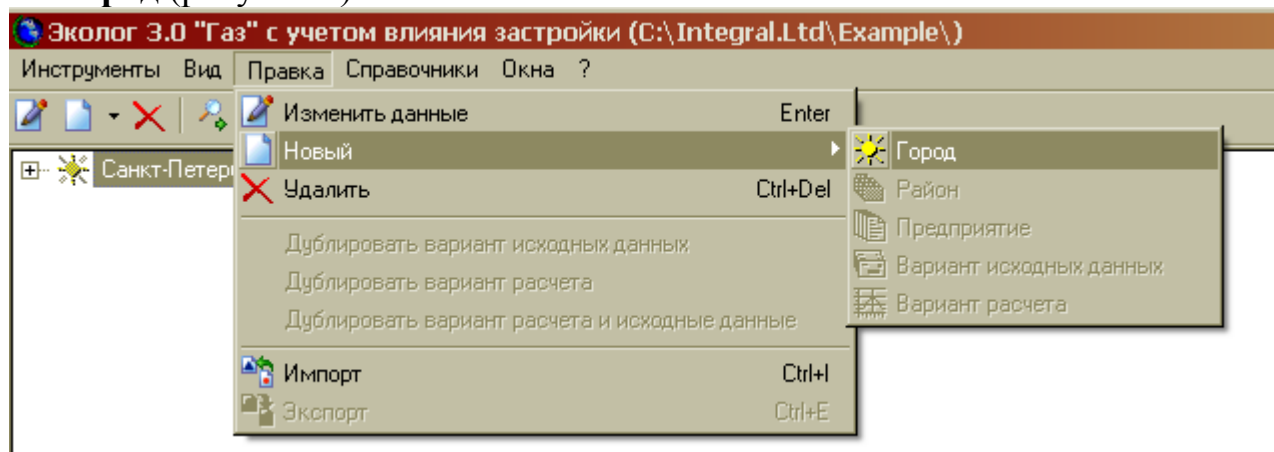 Эколог 3.0 "Газ" с учетом влияния застройки (C:\Integral.Ltd\Example\)
Инструменты Вид Правка Справочники Окна ?
Изменить данные Enter
Новый
Город
Санкт-Петер
Удалить Ctrl+Del
Район
Предприятие
Дублировать вариант исходных данных
Вариант исходных данных
Дублировать вариант расчета
Вариант расчета
Дублировать вариант расчета и исходные данные
Импорт Ctrl+I
Экспорт Ctrl+E